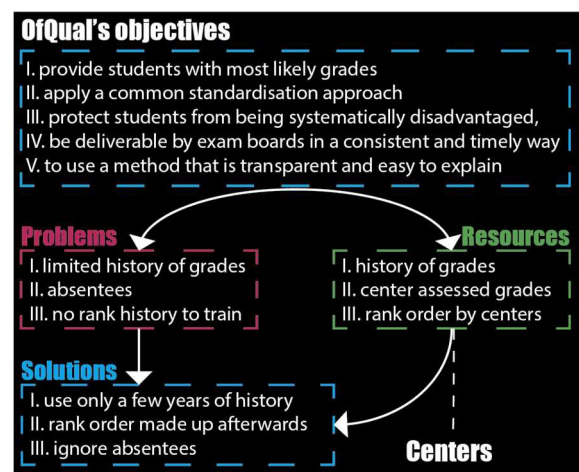 OfQual's objectives
I. provide students with most likely grades
II. apply a common standardisation approach
III. protect students from being systematically disadvantaged,
IV. be deliverable by exam boards in a consistent and timely way
V. to use a method that is transparent and easy to explain
Problems
I. limited history of grades
II. absentees
III. no rank history to train
Resources
I. history of grades
II. center assessed grades
III. rank order by centers
Solutions
I. use only a few years of history
II. rank order made up afterwards
III. ignore absentees
Centers